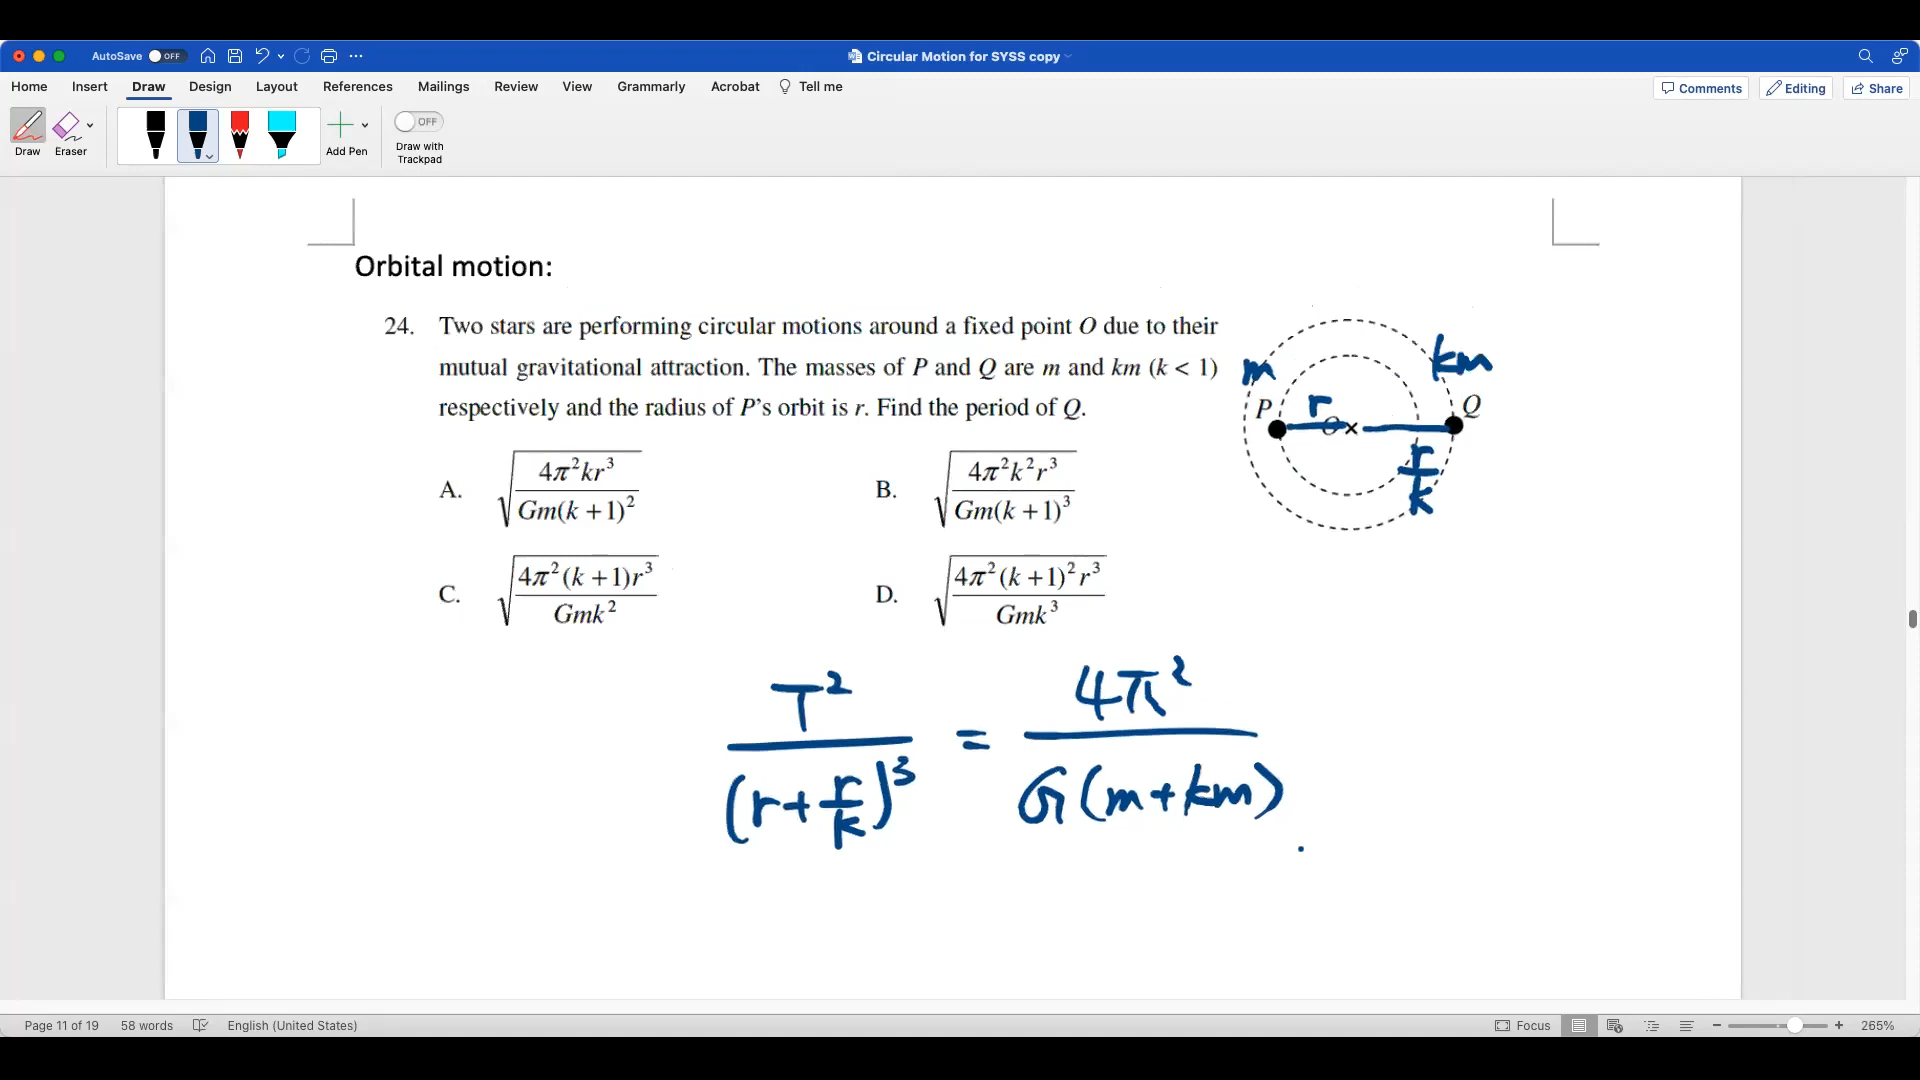 AutoSave OFF
Circular Motion for SYSS copy
Home Insert Draw Design Layout References Mailings Review View Grammarly Acrobat Tell me
Comments Editing Share
Draw Eraser Add Pen OFF Draw with Trackpad
Orbital motion:
24. Two stars are performing circular motions around a fixed point O due to their
mutual gravitational attraction. The masses of P and Q are m and km (k < 1)
respectively and the radius of P's orbit is r. Find the period of Q.
A. √(4π²kr³ / Gm(k+1)²)
B. √(4π²k²r³ / Gm(k+1)³)
C. √(4π²(k+1)r³ / Gmk²)
D. √(4π²(k+1)²r³ / Gmk³)
m km
P r O × Q
r/k
T² / (r + r/k)³ = 4π² / G(m+km)
Page 11 of 19 58 words English (United States) Focus 265%